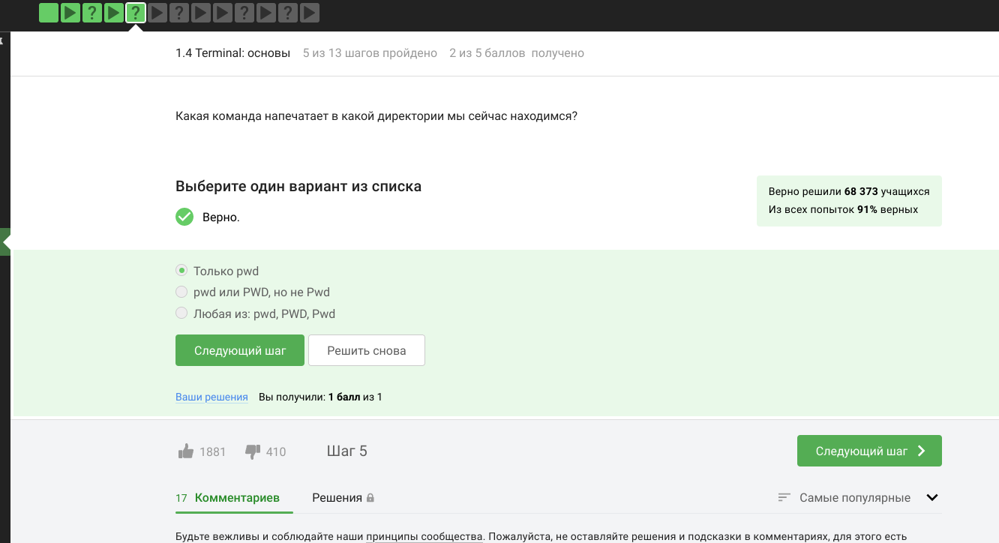 ? ? ? ?
1.4 Terminal: основы 5 из 13 шагов пройдено 2 из 5 баллов получено
Какая команда напечатает в какой директории мы сейчас находимся?
Выберите один вариант из списка
Верно решили 68 373 учащихся
Из всех попыток 91% верных
Верно.
Только pwd
pwd или PWD, но не Pwd
Любая из: pwd, PWD, Pwd
Следующий шаг Решить снова
Ваши решения Вы получили: 1 балл из 1
1881 410 Шаг 5 Следующий шаг
17 Комментариев Решения Самые популярные
Будьте вежливы и соблюдайте наши принципы сообщества. Пожалуйста, не оставляйте решения и подсказки в комментариях, для этого есть